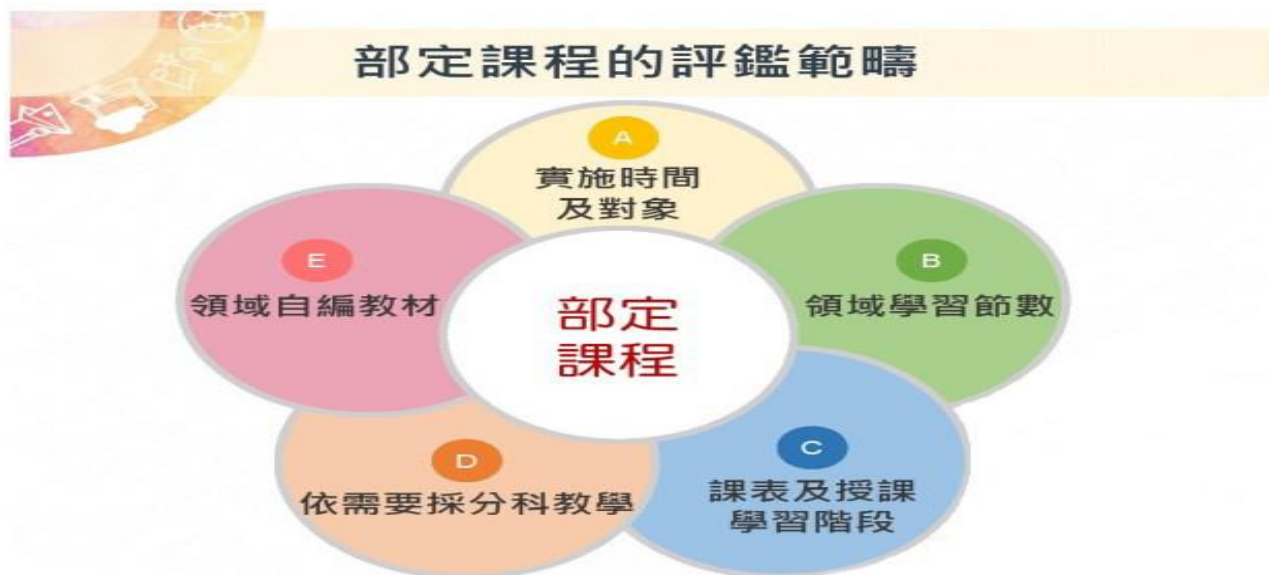 部定課程的評鑑範疇
A
實施時間
及對象
B
領域學習節數
C
課表及授課
學習階段
D
依需要採分科教學
E
領域自編教材
部定
課程